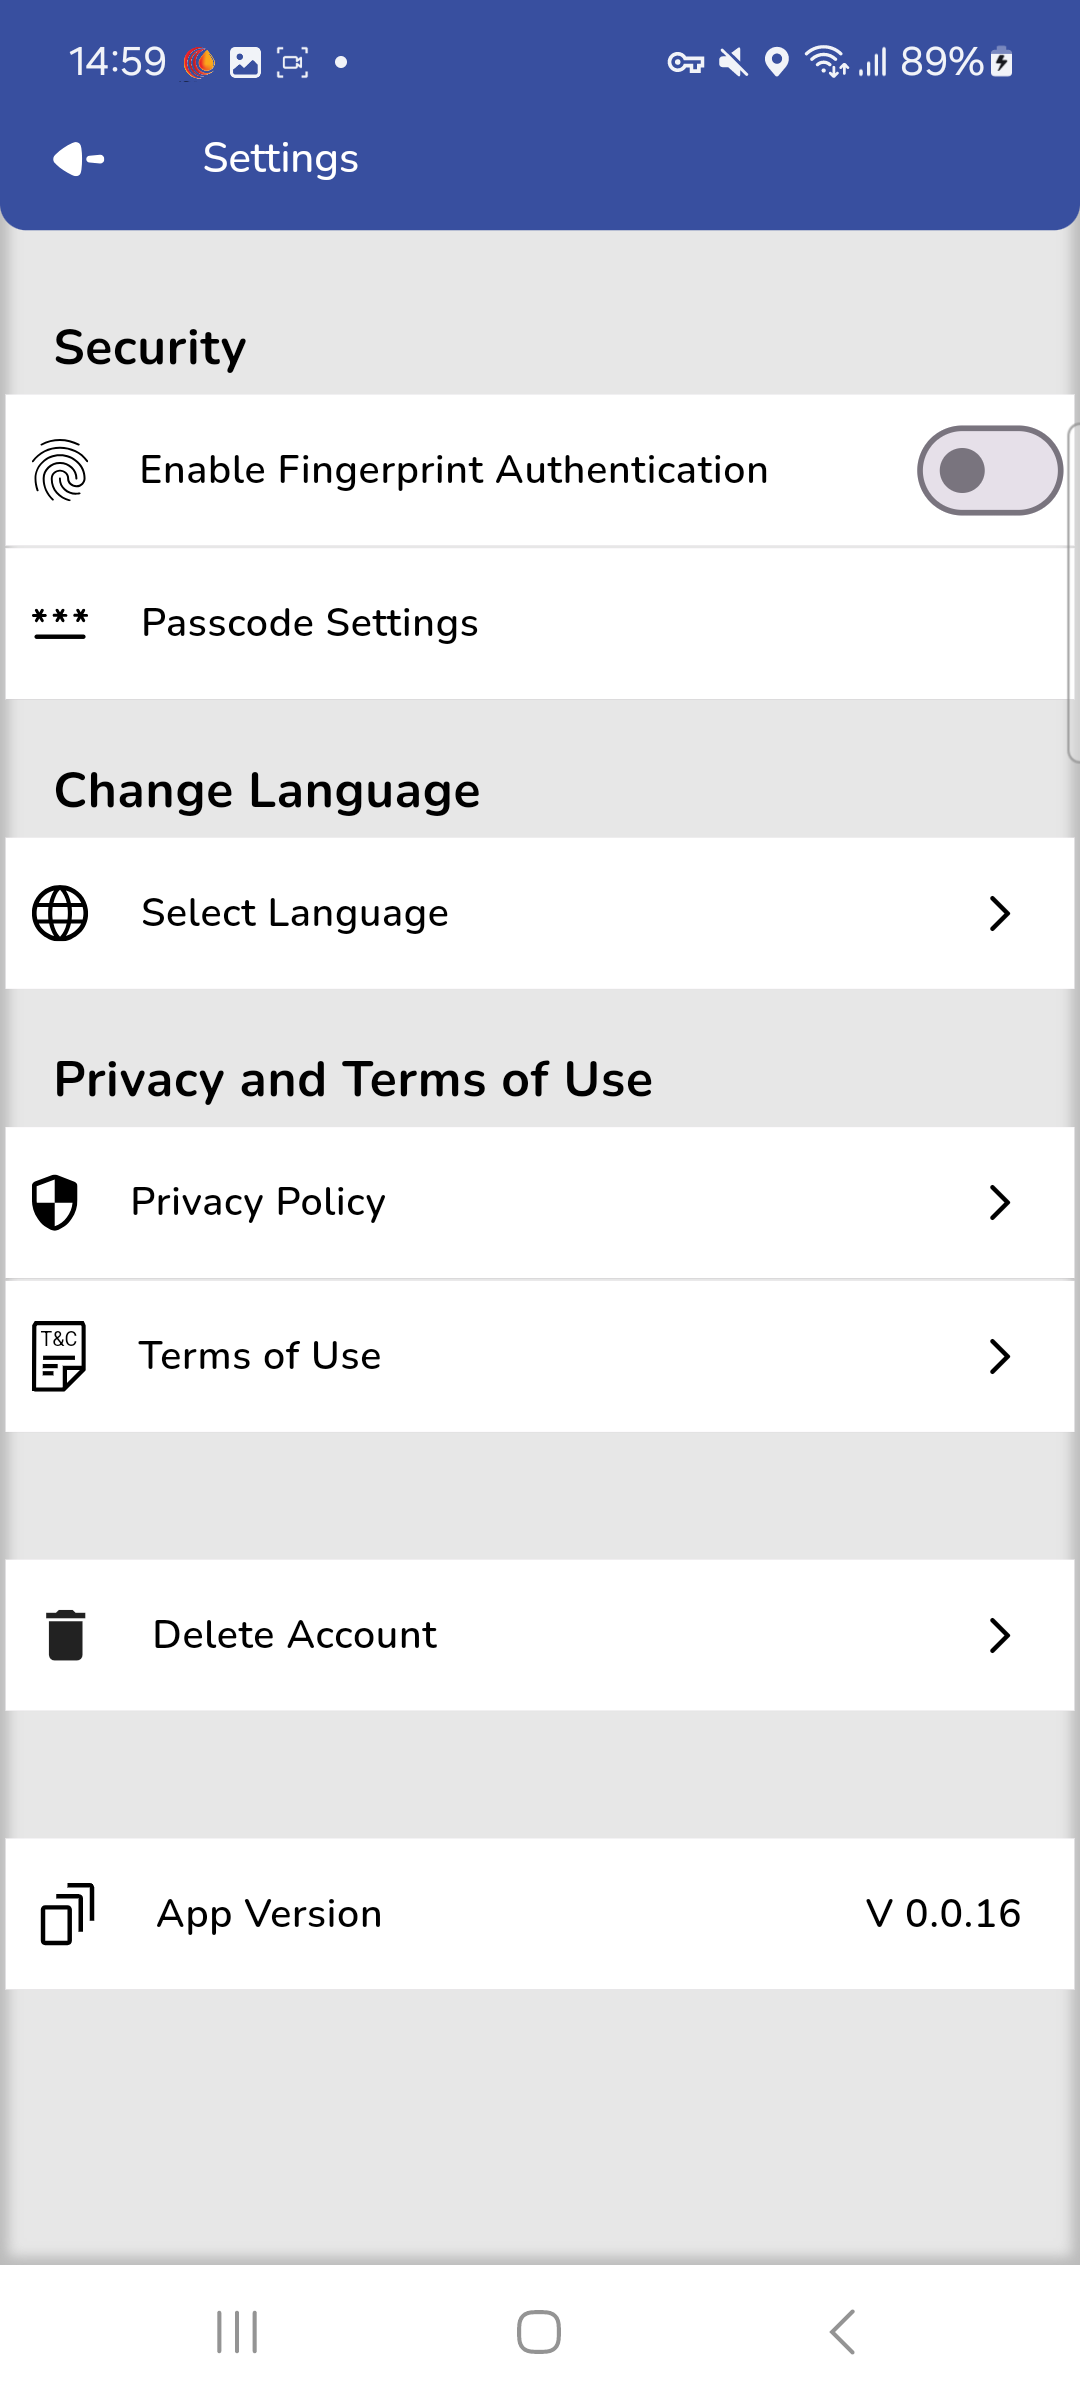 14:59
89%
Settings
Security
Enable Fingerprint Authentication
***
Passcode Settings
Change Language
Select Language
Privacy and Terms of Use
Privacy Policy
T&C
Terms of Use
Delete Account
App Version
V 0.0.16